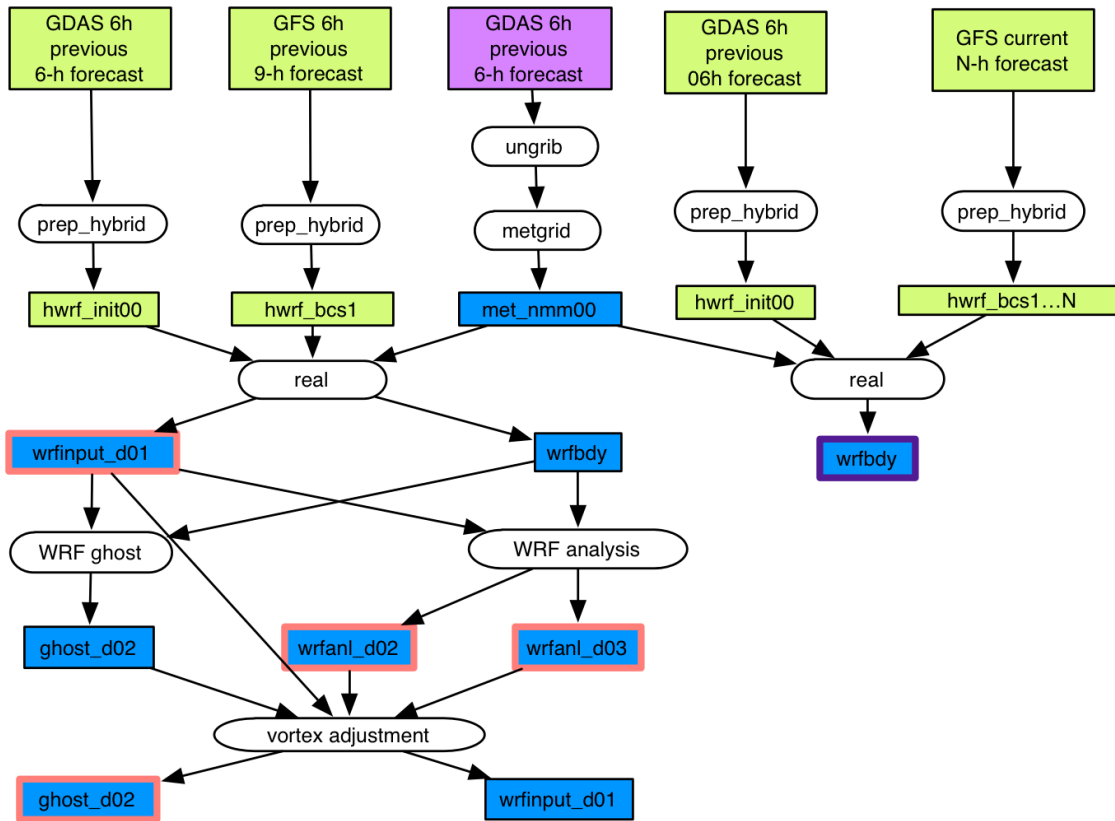 GDAS 6h
previous
6-h forecast
GFS 6h
previous
9-h forecast
GDAS 6h
previous
6-h forecast
GDAS 6h
previous
06h forecast
GFS current
N-h forecast
ungrib
prep_hybrid
prep_hybrid
metgrid
prep_hybrid
prep_hybrid
hwrf_init00
hwrf_bcs1
met_nmm00
hwrf_init00
hwrf_bcs1...N
real
real
wrfinput_d01
wrfbdy
wrfbdy
WRF ghost
WRF analysis
ghost_d02
wrfanl_d02
wrfanl_d03
vortex adjustment
ghost_d02
wrfinput_d01